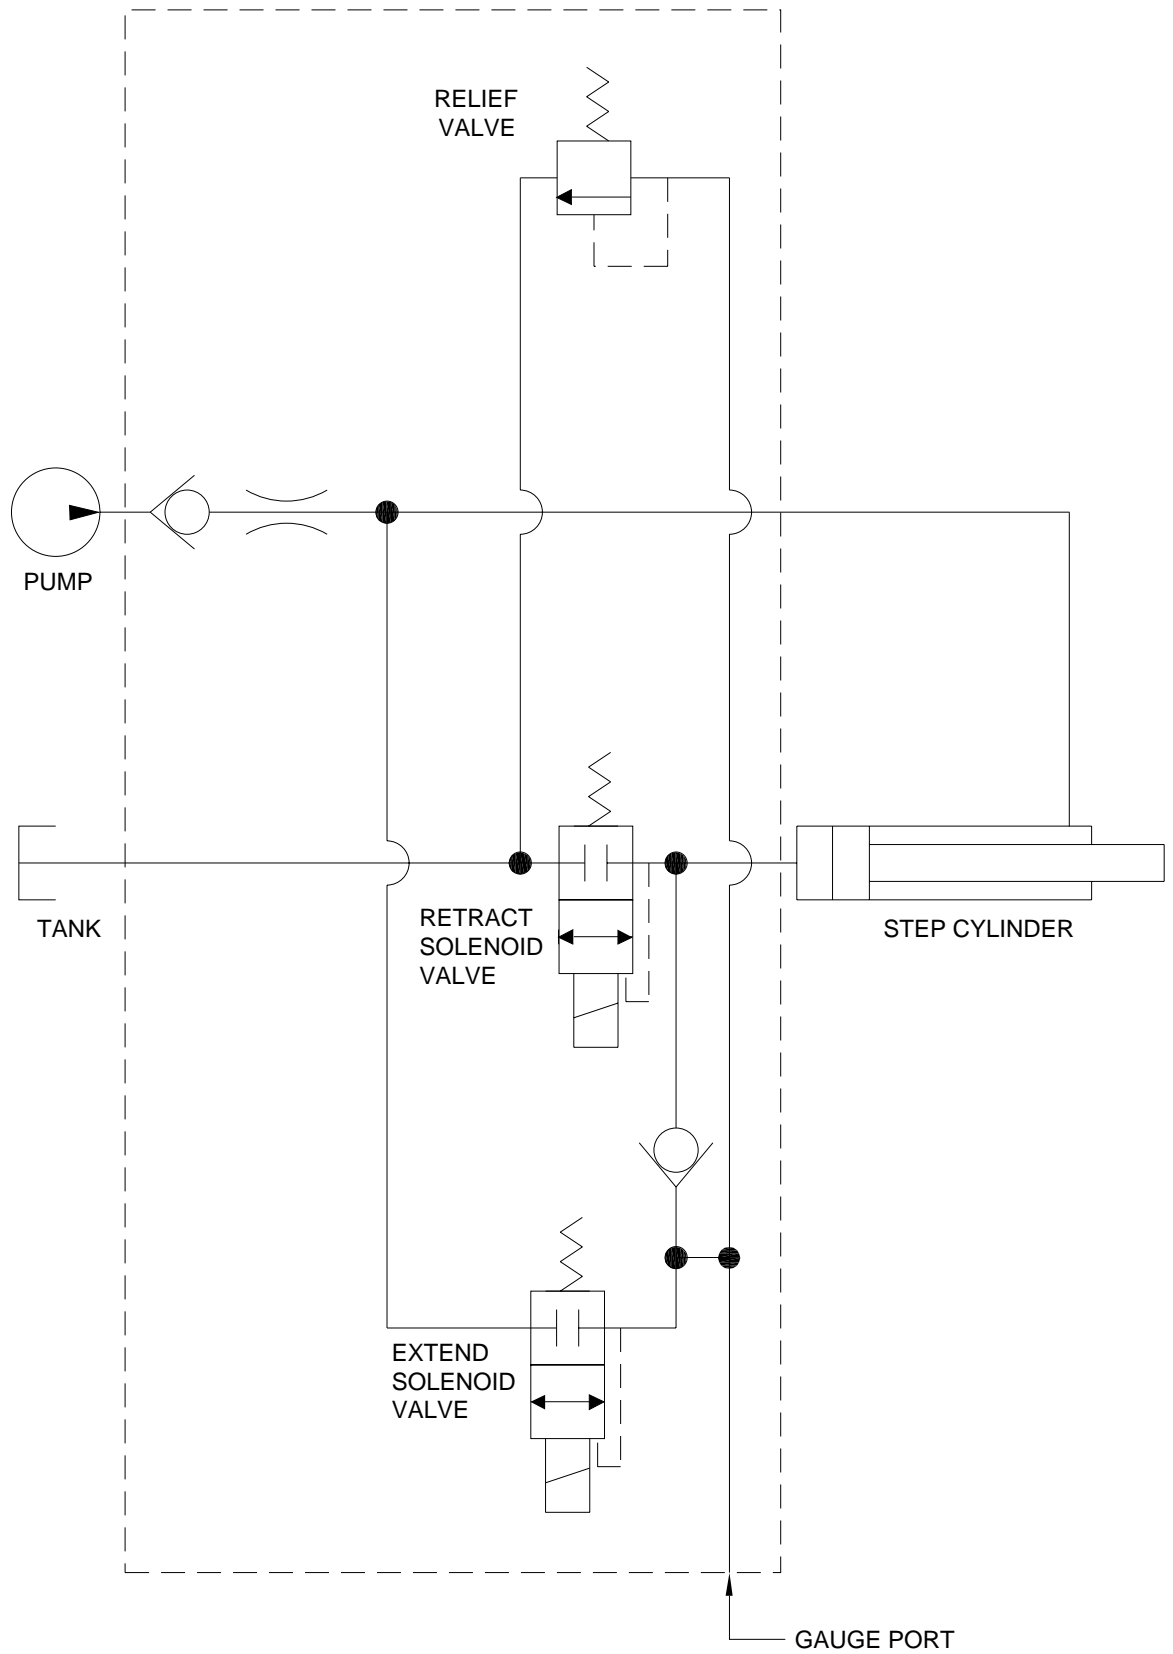 RELIEF
VALVE
PUMP
TANK
RETRACT
SOLENOID
VALVE
STEP CYLINDER
EXTEND
SOLENOID
VALVE
GAUGE PORT